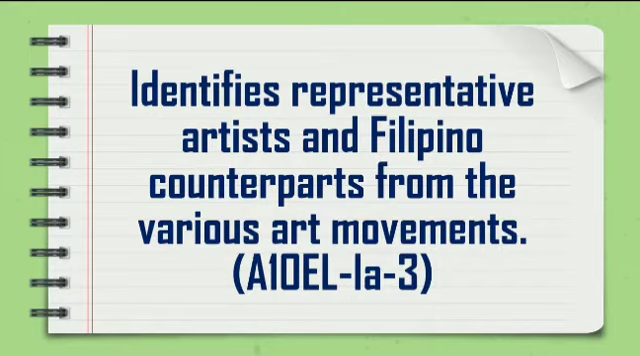 Identifies representative
artists and Filipino
counterparts from the
various art movements.
(A10EL-Ia-3)